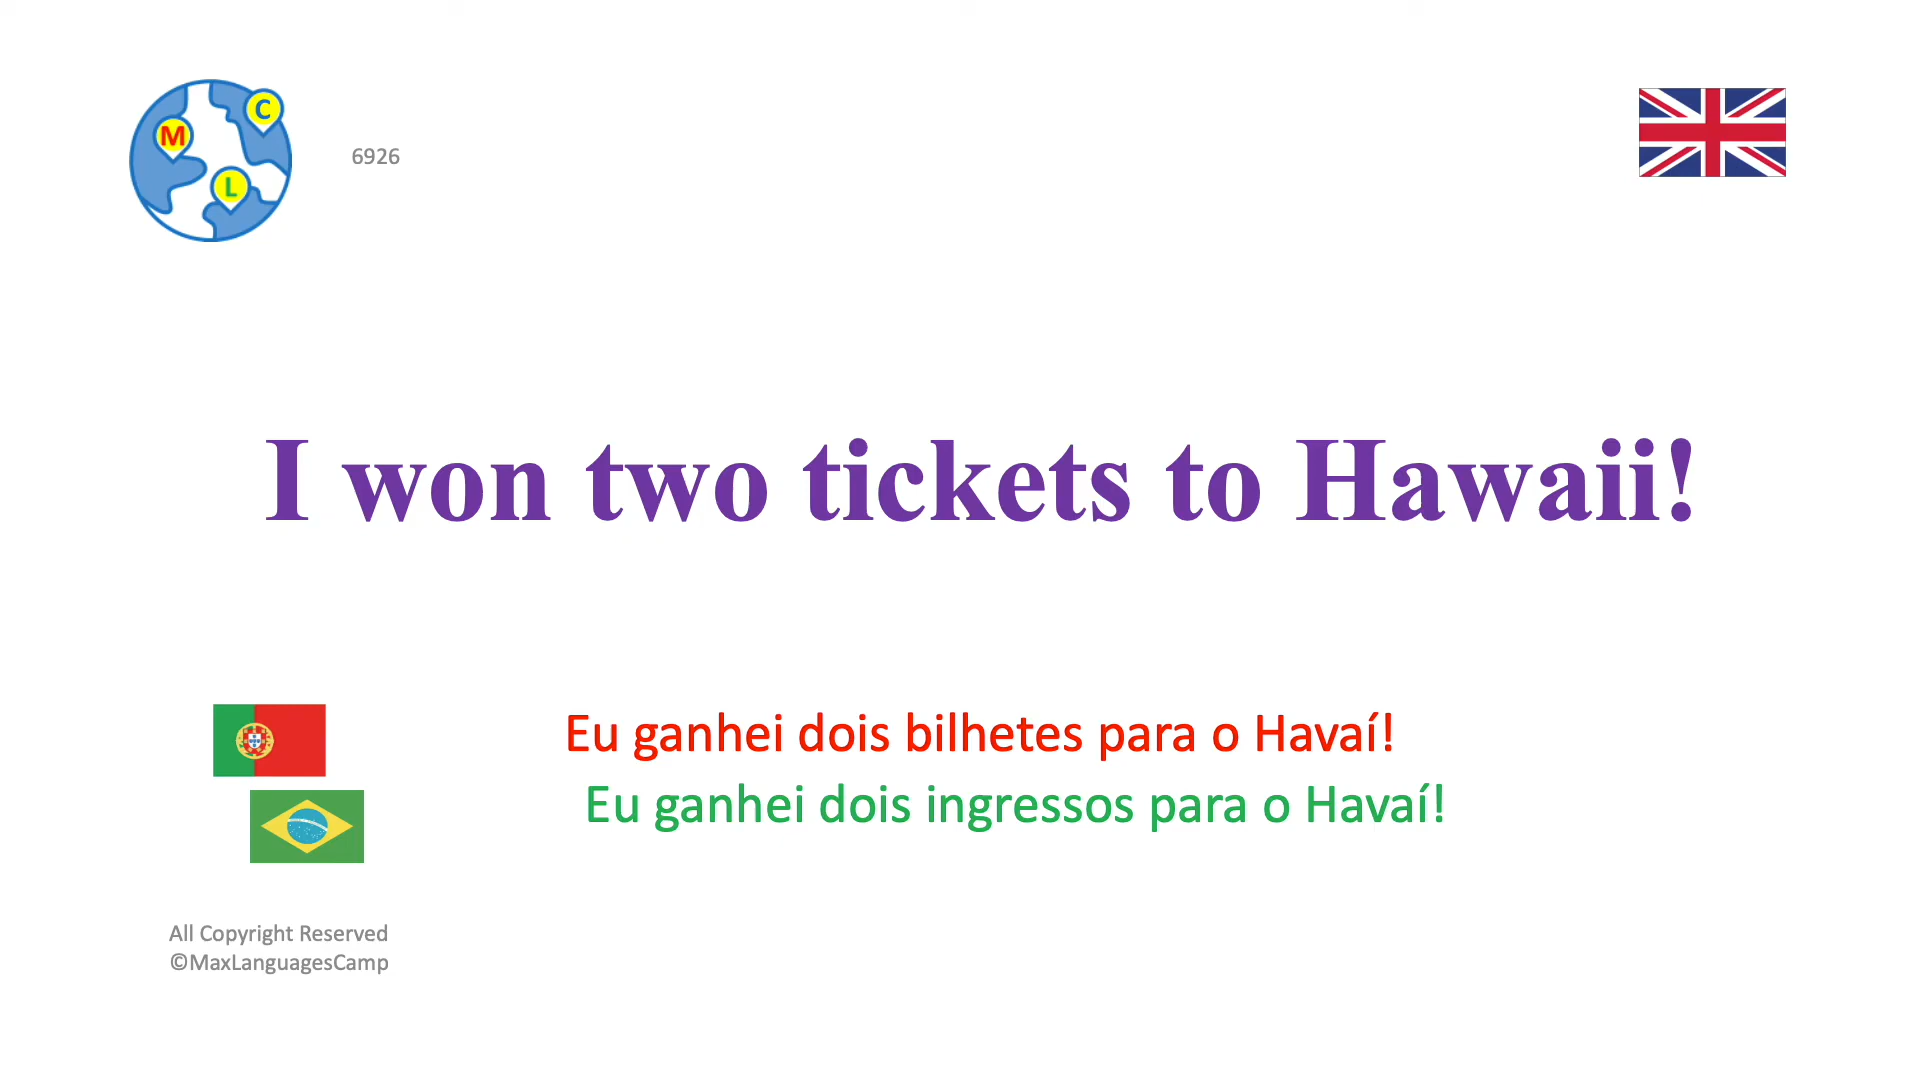 C
M
L
6926
I won two tickets to Hawaii!
Eu ganhei dois bilhetes para o Havaí!
Eu ganhei dois ingressos para o Havaí!
All Copyright Reserved
©MaxLanguagesCamp